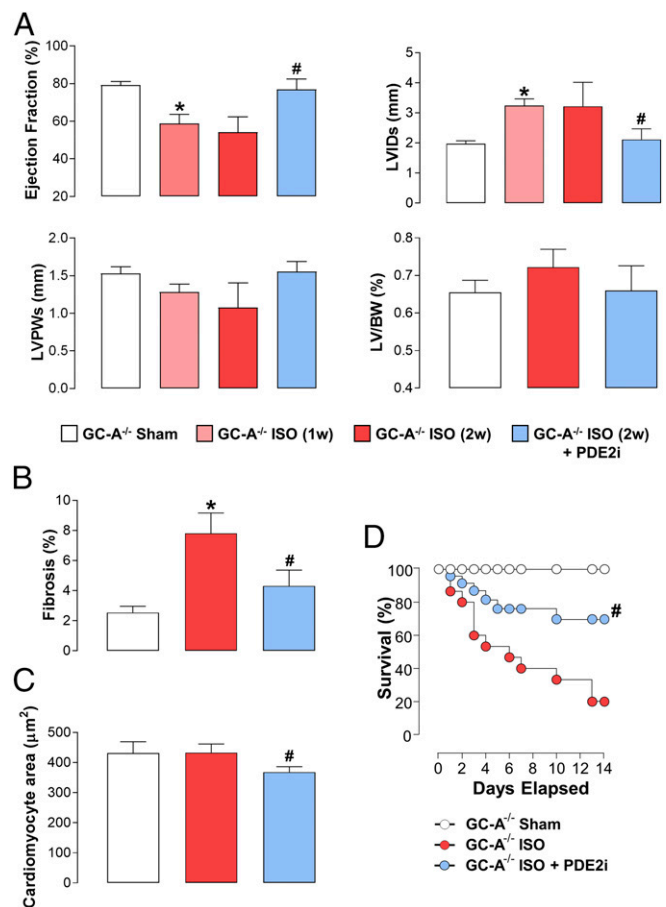 A
Ejection Fraction (%)
100
80
60
40
20
*
#
LVIDs (mm)
5
4
3
2
1
0
*
#
LVPWs (mm)
2.0
1.5
1.0
0.5
0.0
LV/BW (%)
0.8
0.7
0.6
0.5
0.4
GC-A-/- Sham
GC-A-/- ISO (1w)
GC-A-/- ISO (2w)
GC-A-/- ISO (2w)
+ PDE2i
B
Fibrosis (%)
10
8
6
4
2
0
*
#
C
Cardiomyocyte area (µm2)
500
400
300
200
100
0
#
D
Survival (%)
100
80
60
40
20
0
#
0 2 4 6 8 10 12 14
Days Elapsed
GC-A-/- Sham
GC-A-/- ISO
GC-A-/- ISO + PDE2i